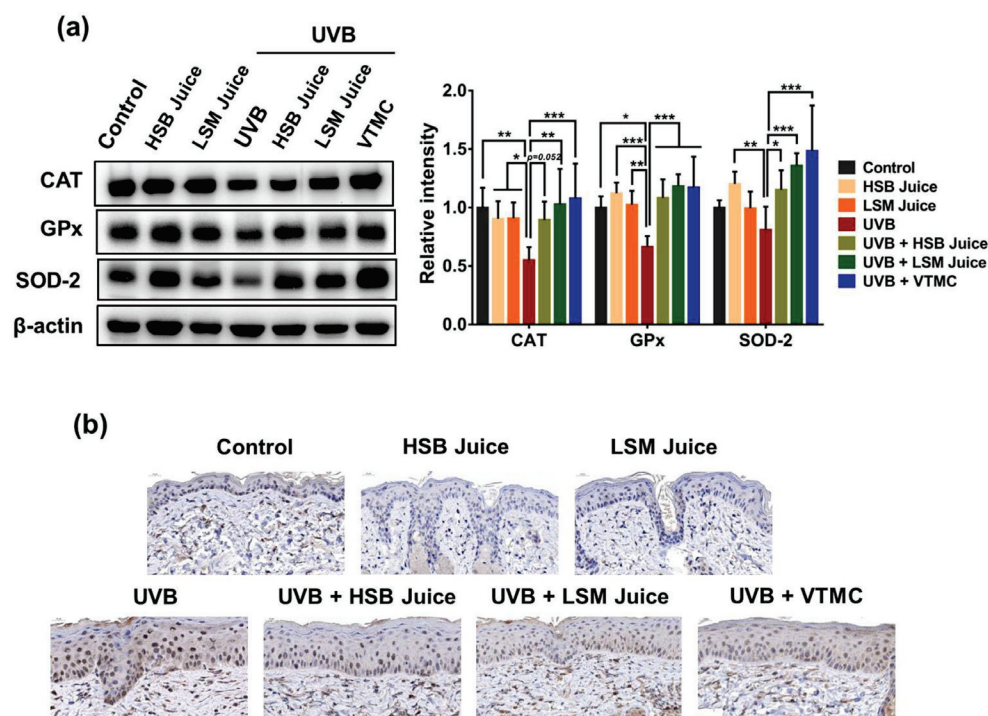 (a)
UVB
Control
HSB Juice
LSM Juice
UVB
HSB Juice
LSM Juice
VTMC
CAT
GPx
SOD-2
β-actin
Relative intensity
2.0
1.5
1.0
0.5
0.0
** * ** p=0.052 ***
* *** ** ***
** * *** ***
CAT GPx SOD-2
Control
HSB Juice
LSM Juice
UVB
UVB + HSB Juice
UVB + LSM Juice
UVB + VTMC
(b)
Control HSB Juice LSM Juice
UVB UVB + HSB Juice UVB + LSM Juice UVB + VTMC